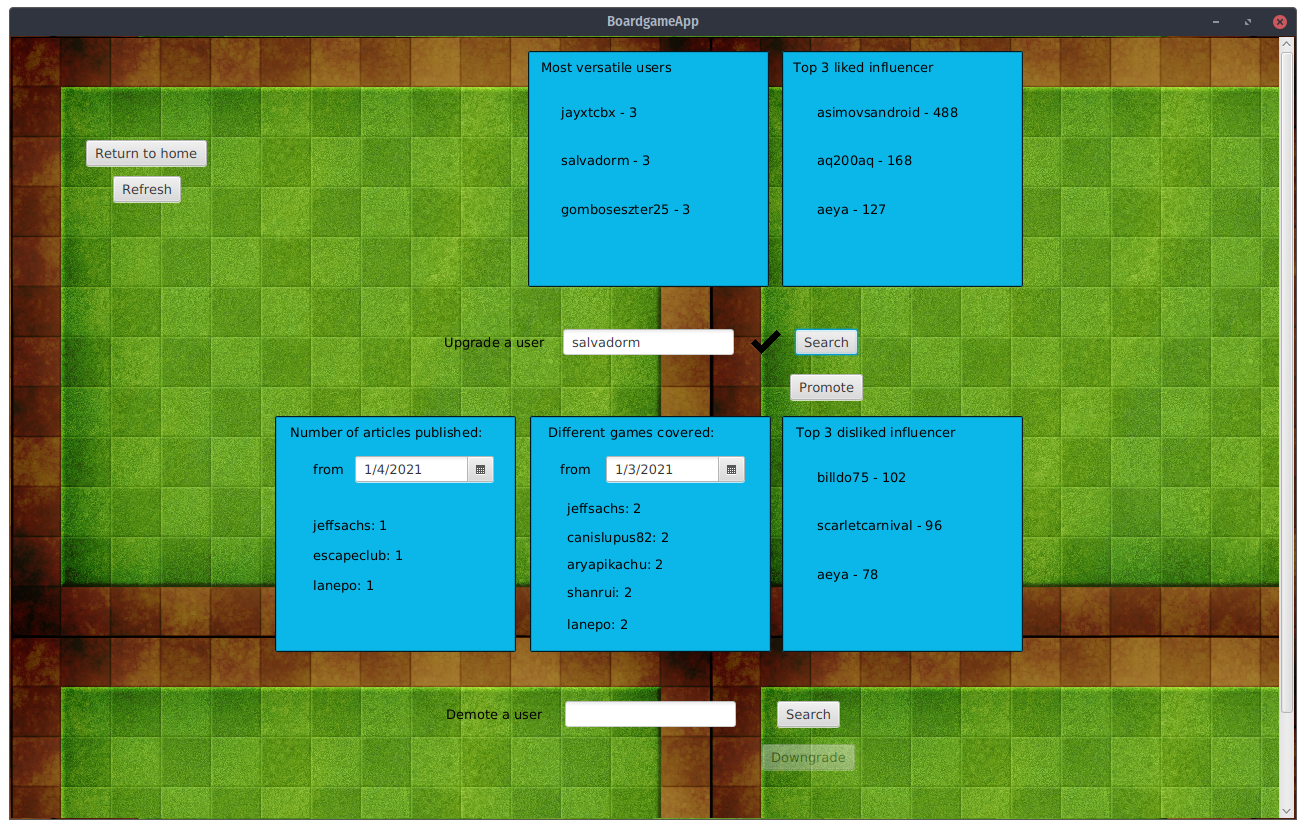 BoardgameApp
Most versatile users
jayxtcbx - 3
salvadorm - 3
gomboseszter25 - 3
Top 3 liked influencer
asimovsandroid - 488
aq200aq - 168
aeya - 127
Return to home
Refresh
Upgrade a user
salvadorm
Search
Promote
Number of articles published:
from
1/4/2021
jeffsachs: 1
escapeclub: 1
lanepo: 1
Different games covered:
from
1/3/2021
jeffsachs: 2
canislupus82: 2
aryapikachu: 2
shanrui: 2
lanepo: 2
Top 3 disliked influencer
billdo75 - 102
scarletcarnival - 96
aeya - 78
Demote a user
Search
Downgrade